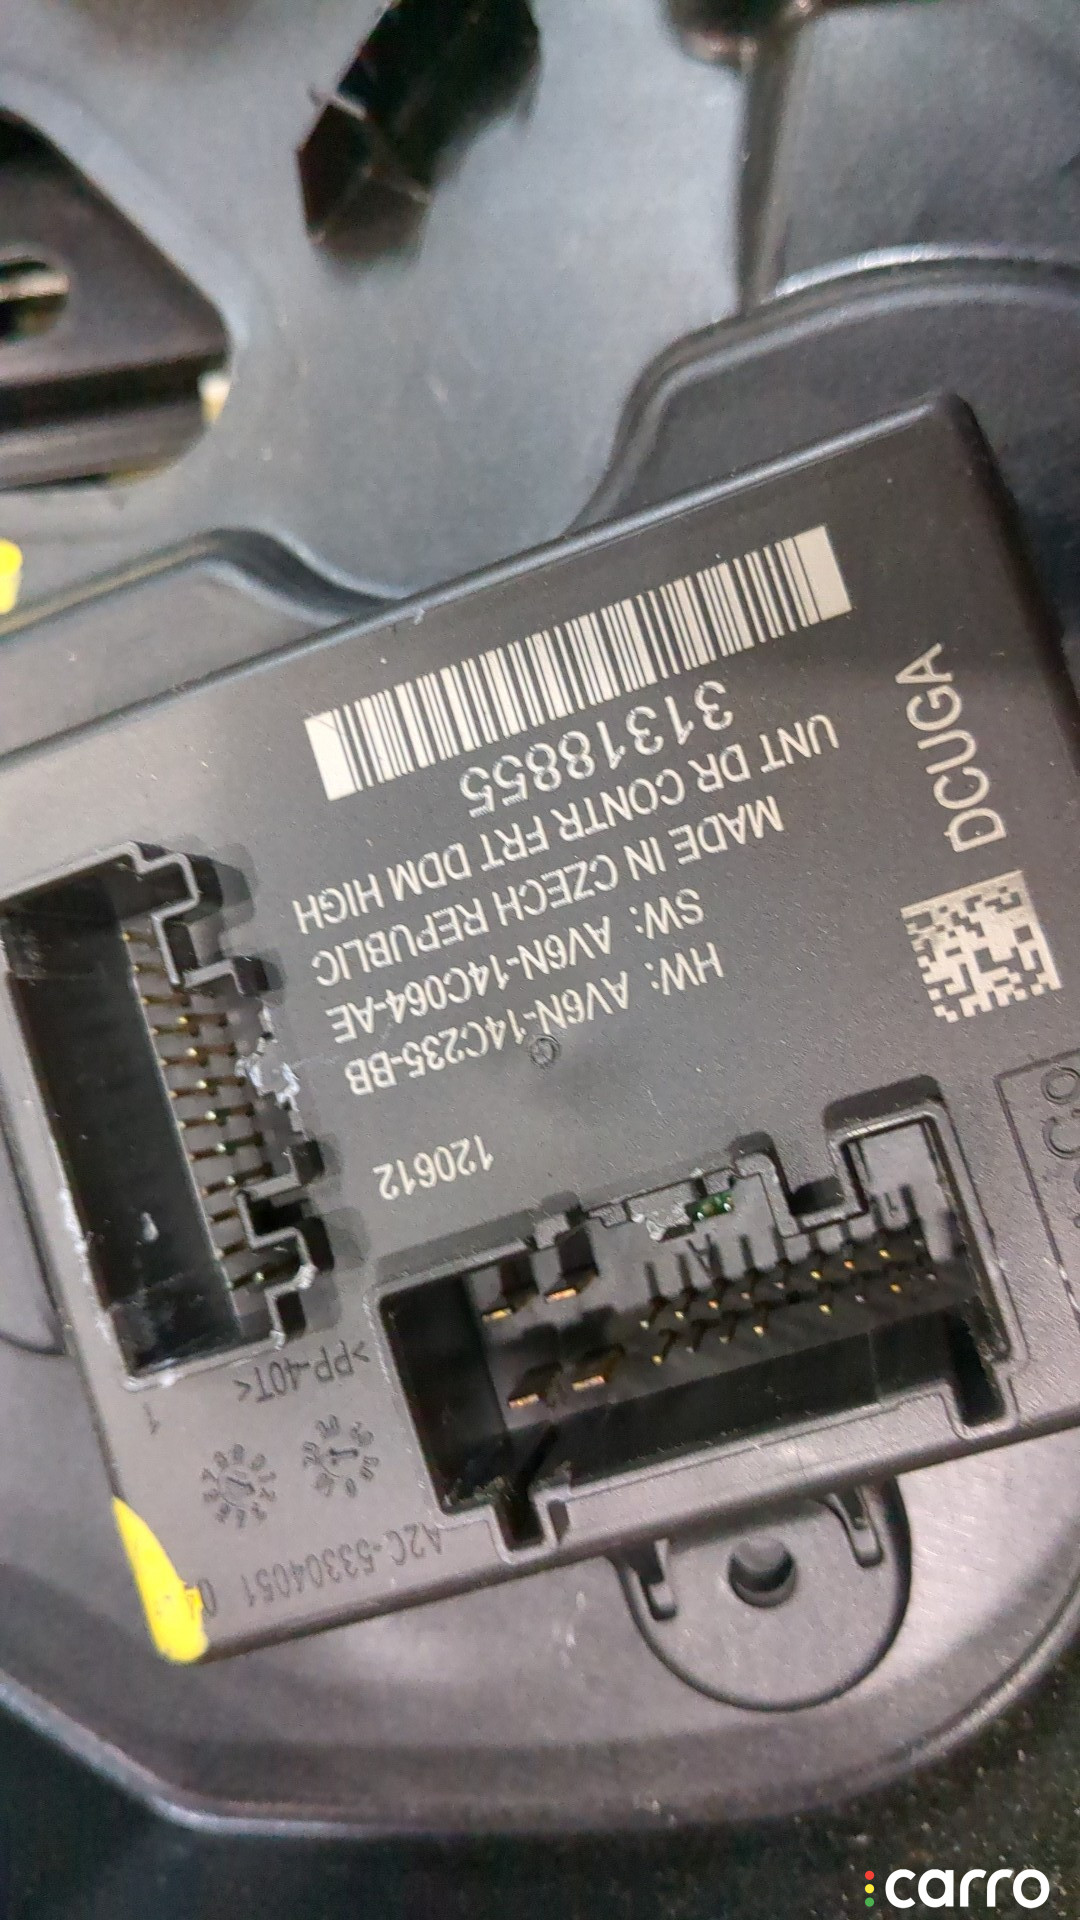 31318855
UNT DR CONTR FRT DDM HIGH
MADE IN CZECH REPUBLIC
SW: AV6N-14C064-AE
HW: AV6N-14C235-BB
120612
DCUGA
>PP-40T<
1
A2C-53304051
A
carro